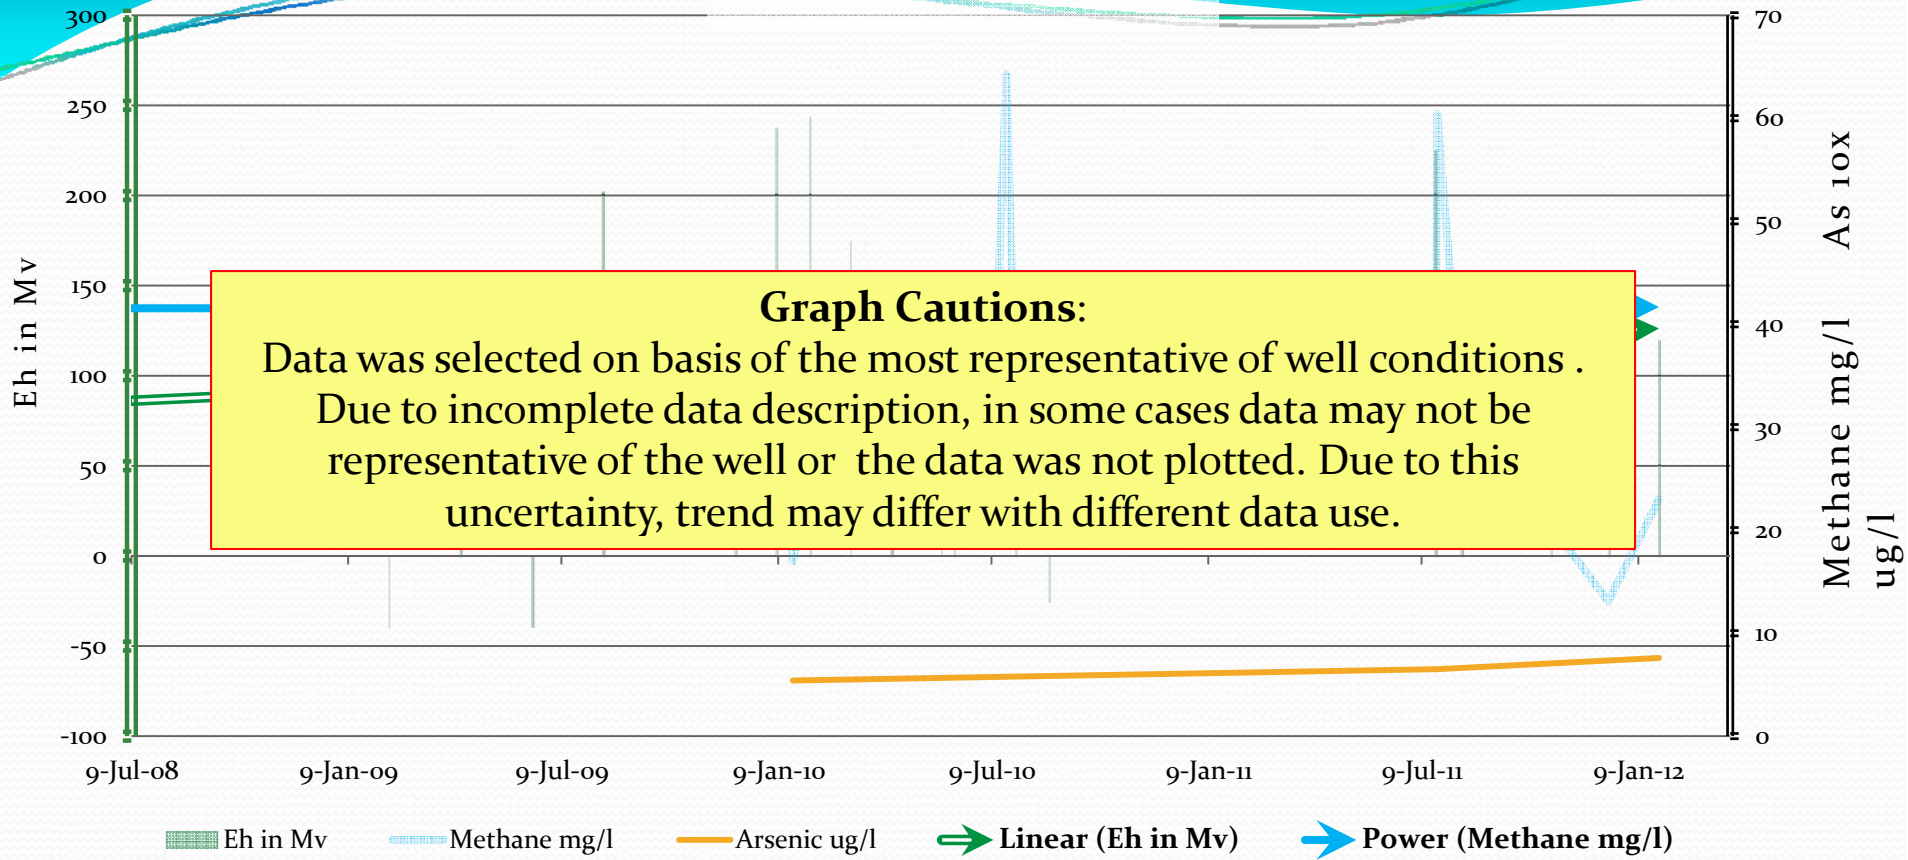 300
250
200
150
100
50
0
-50
-100
Eh in Mv
70
60
50
40
30
20
10
0
Methane mg/l    As 10x
ug/l
Graph Cautions:
Data was selected on basis of the most representative of well conditions .
Due to incomplete data description, in some cases data may not be
representative of the well or the data was not plotted. Due to this
uncertainty, trend may differ with different data use.
9-Jul-08 9-Jan-09 9-Jul-09 9-Jan-10 9-Jul-10 9-Jan-11 9-Jul-11 9-Jan-12
Eh in Mv Methane mg/l Arsenic ug/l Linear (Eh in Mv) Power (Methane mg/l)